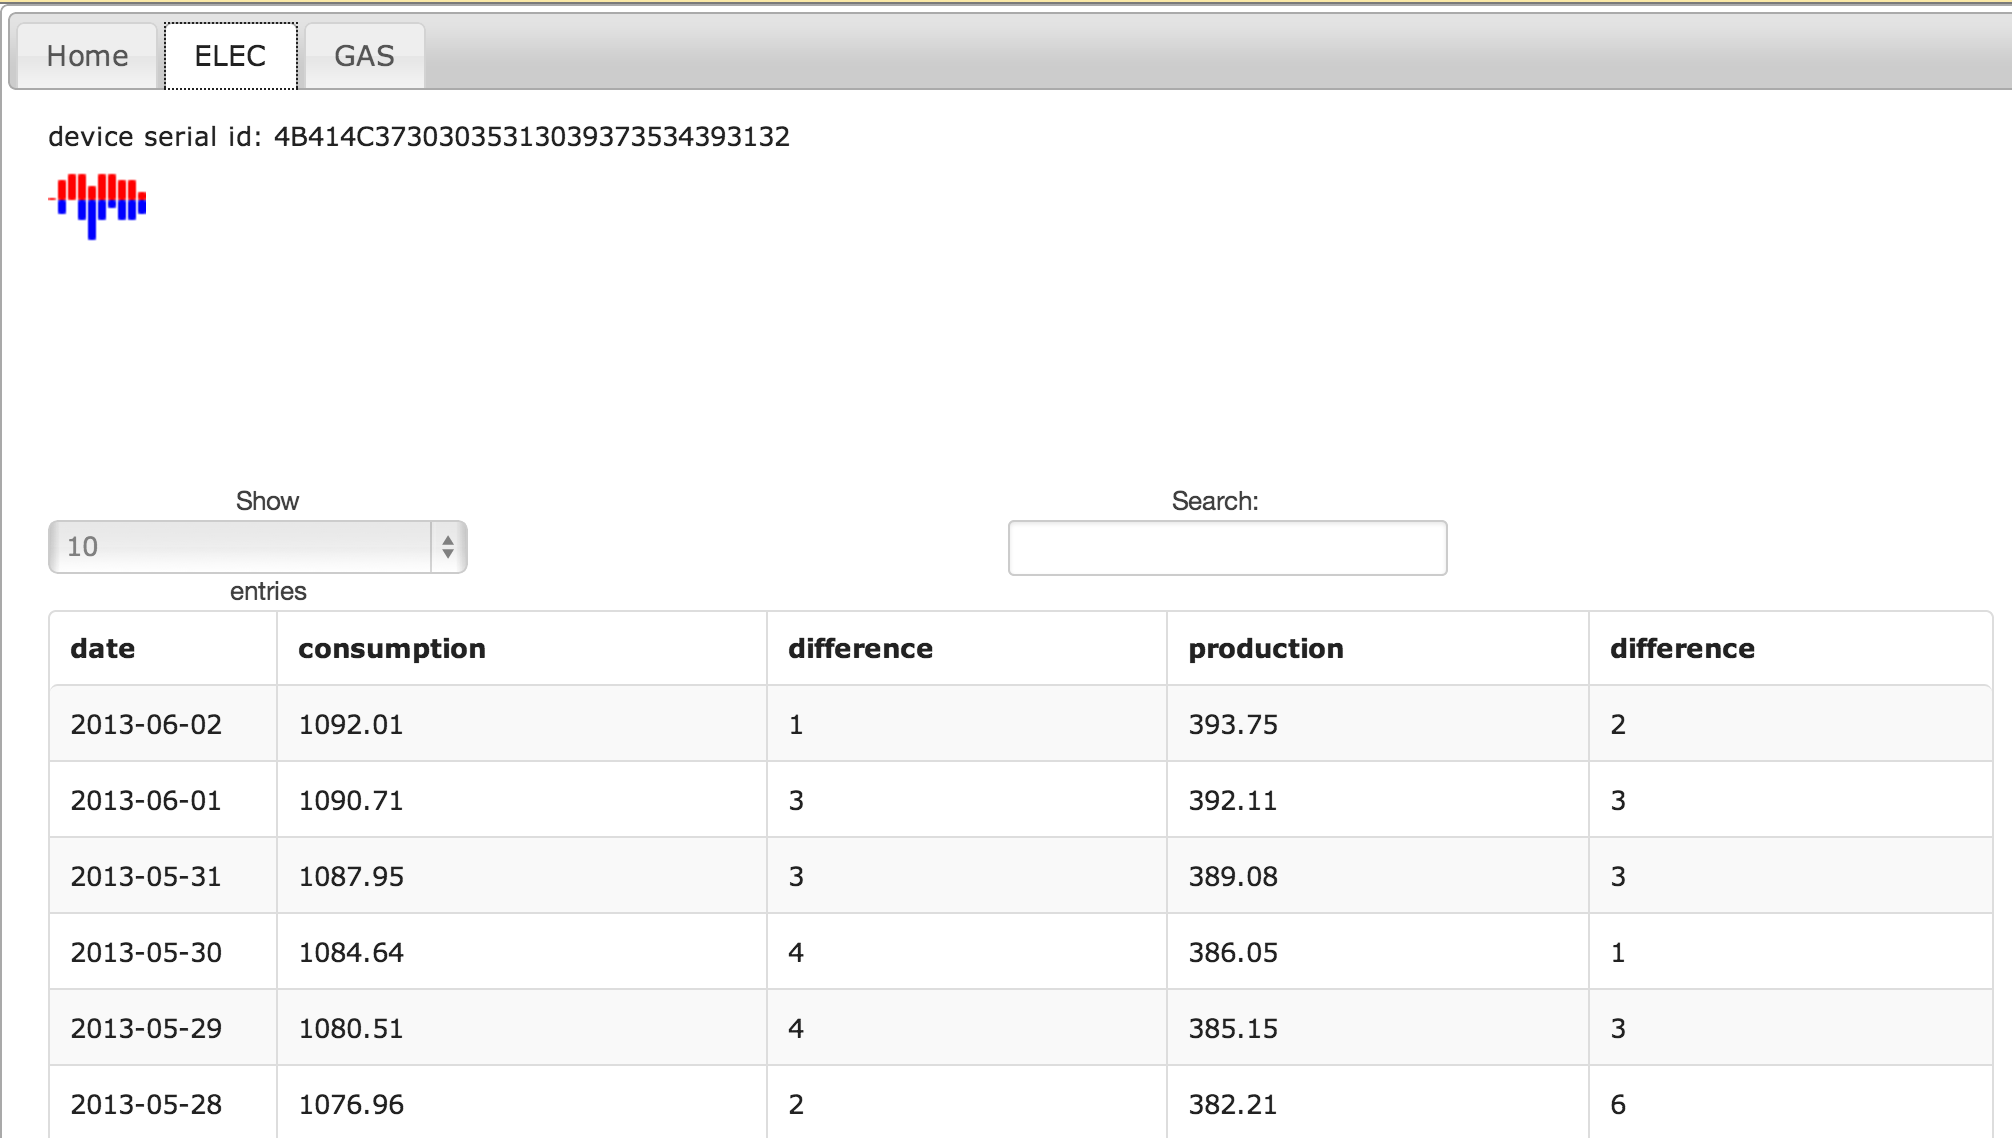 Home ELEC GAS
device serial id: 4B414C3730303531303937353439​3132
Show
10
entries
Search:
date consumption difference production difference
2013-06-02 1092.01 1 393.75 2
2013-06-01 1090.71 3 392.11 3
2013-05-31 1087.95 3 389.08 3
2013-05-30 1084.64 4 386.05 1
2013-05-29 1080.51 4 385.15 3
2013-05-28 1076.96 2 382.21 6